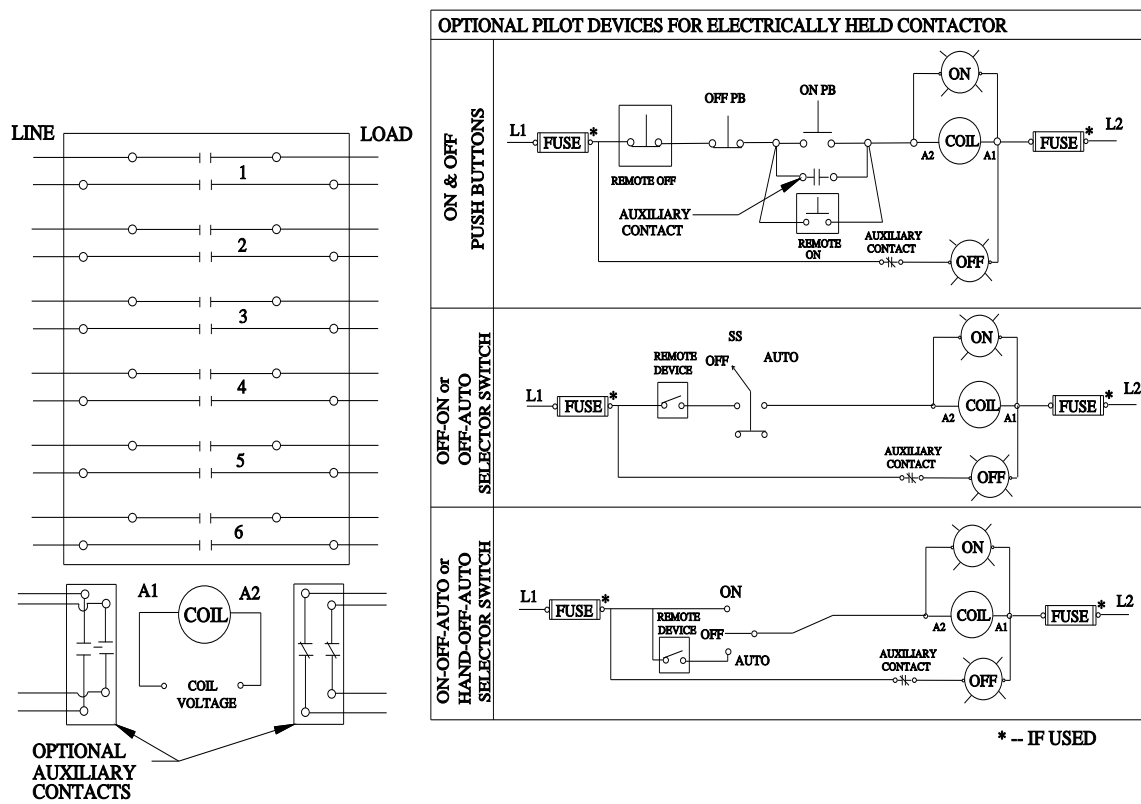 OPTIONAL PILOT DEVICES FOR ELECTRICALLY HELD CONTACTOR
LINE
LOAD
1
2
3
4
5
6
A1
A2
COIL
COIL
VOLTAGE
OPTIONAL
AUXILIARY
CONTACTS
ON & OFF
PUSH BUTTONS
L1
FUSE
*
REMOTE OFF
OFF PB
ON PB
AUXILIARY
CONTACT
REMOTE
ON
ON
A2
COIL
A1
FUSE
*
L2
AUXILIARY
CONTACT
OFF
OFF-ON or
OFF-AUTO
SELECTOR SWITCH
L1
FUSE
*
REMOTE
DEVICE
SS
OFF
AUTO
ON
A2
COIL
A1
FUSE
*
L2
AUXILIARY
CONTACT
OFF
ON-OFF-AUTO or
HAND-OFF-AUTO
SELECTOR SWITCH
L1
FUSE
*
REMOTE
DEVICE
ON
OFF
AUTO
ON
A2
COIL
A1
FUSE
*
L2
AUXILIARY
CONTACT
OFF
* -- IF USED